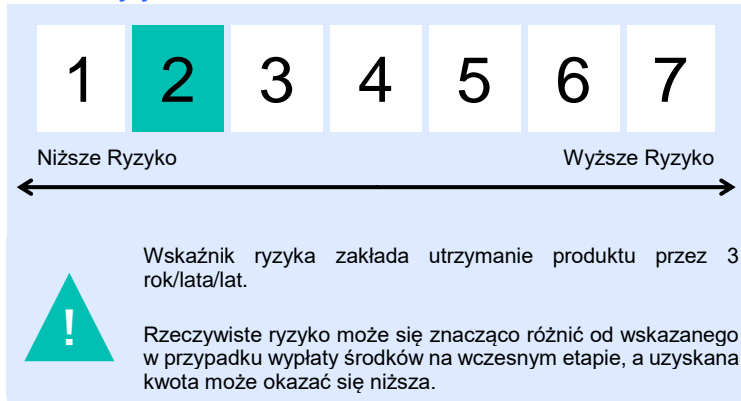 1 2 3 4 5 6 7
Niższe Ryzyko Wyższe Ryzyko
Wskaźnik ryzyka zakłada utrzymanie produktu przez 3
rok/lata/lat.
!
Rzeczywiste ryzyko może się znacząco różnić od wskazanego
w przypadku wypłaty środków na wczesnym etapie, a uzyskana
kwota może okazać się niższa.